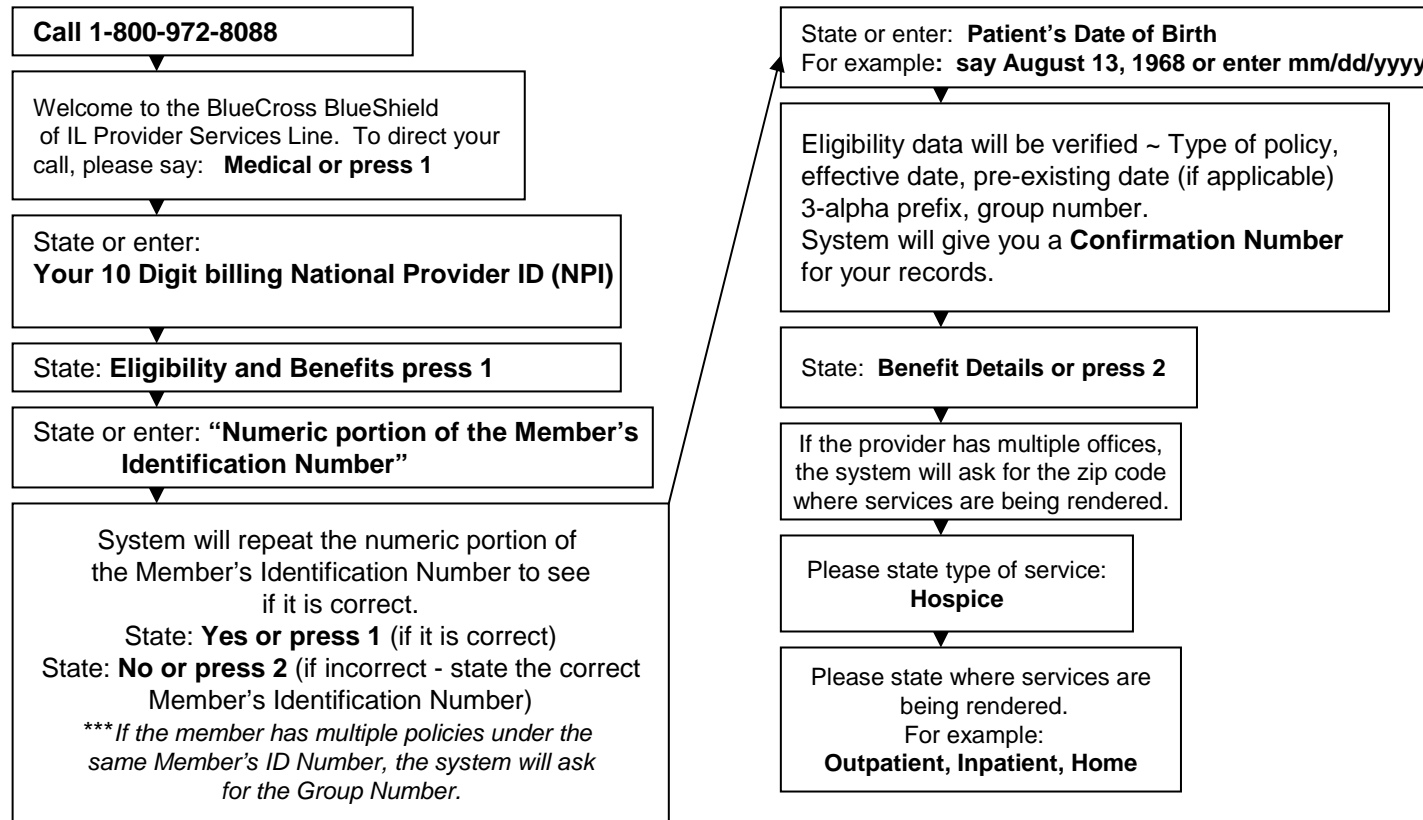 Call 1-800-972-8088
Welcome to the BlueCross BlueShield
of IL Provider Services Line. To direct your
call, please say: Medical or press 1
State or enter:
Your 10 Digit billing National Provider ID (NPI)
State: Eligibility and Benefits press 1
State or enter: “Numeric portion of the Member’s
Identification Number”
System will repeat the numeric portion of
the Member’s Identification Number to see
if it is correct.
State: Yes or press 1 (if it is correct)
State: No or press 2 (if incorrect - state the correct
Member’s Identification Number)
***If the member has multiple policies under the
same Member’s ID Number, the system will ask
for the Group Number.
State or enter: Patient’s Date of Birth
For example: say August 13, 1968 or enter mm/dd/yyyy
Eligibility data will be verified ~ Type of policy,
effective date, pre-existing date (if applicable)
3-alpha prefix, group number.
System will give you a Confirmation Number
for your records.
State: Benefit Details or press 2
If the provider has multiple offices,
the system will ask for the zip code
where services are being rendered.
Please state type of service:
Hospice
Please state where services are
being rendered.
For example:
Outpatient, Inpatient, Home